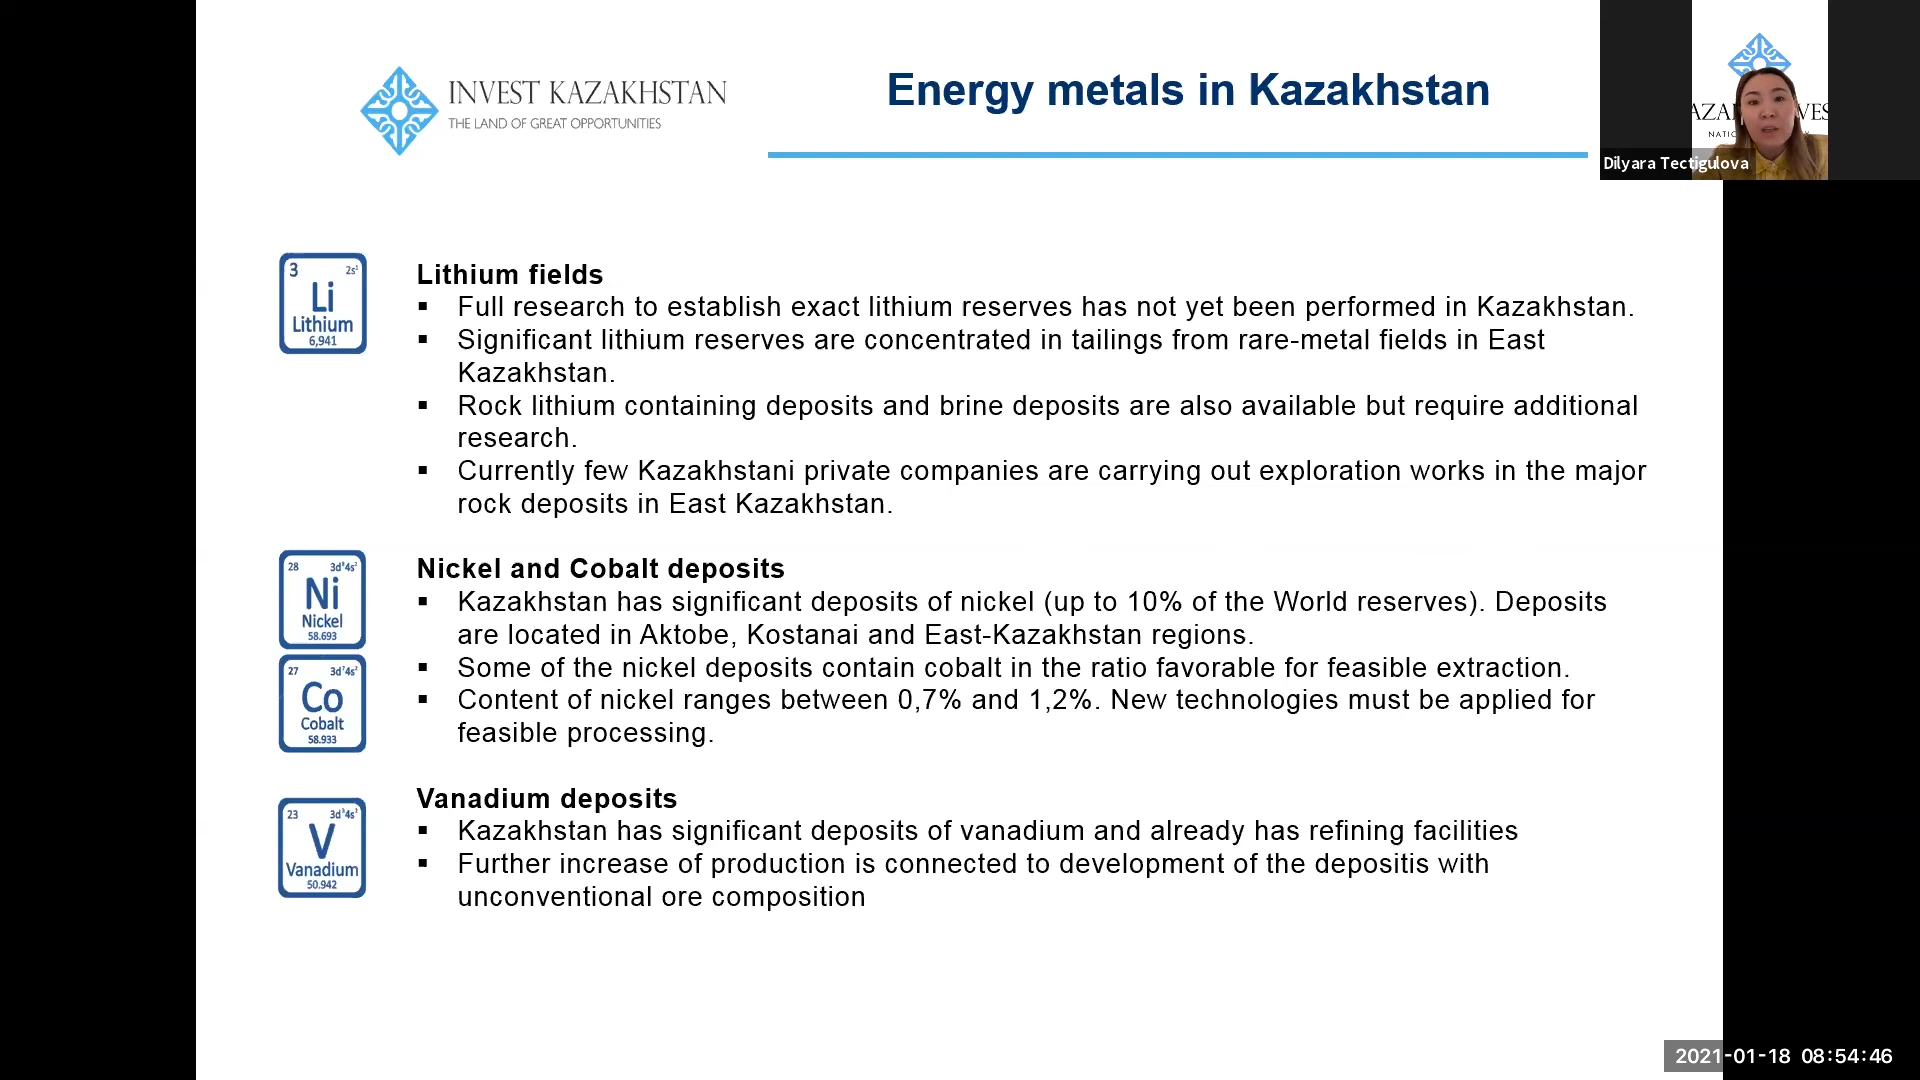 INVEST KAZAKHSTAN
THE LAND OF GREAT OPPORTUNITIES
Energy metals in Kazakhstan
Dilyara Tectigulova
3 2s¹
Li
Lithium
6,941
Lithium fields
▪ Full research to establish exact lithium reserves has not yet been performed in Kazakhstan.
▪ Significant lithium reserves are concentrated in tailings from rare-metal fields in East
Kazakhstan.
▪ Rock lithium containing deposits and brine deposits are also available but require additional
research.
▪ Currently few Kazakhstani private companies are carrying out exploration works in the major
rock deposits in East Kazakhstan.
28 3d⁸4s²
Ni
Nickel
58.693
27 3d⁷4s²
Co
Cobalt
58.933
Nickel and Cobalt deposits
▪ Kazakhstan has significant deposits of nickel (up to 10% of the World reserves). Deposits
are located in Aktobe, Kostanai and East-Kazakhstan regions.
▪ Some of the nickel deposits contain cobalt in the ratio favorable for feasible extraction.
▪ Content of nickel ranges between 0,7% and 1,2%. New technologies must be applied for
feasible processing.
23 3d³4s²
V
Vanadium
50.942
Vanadium deposits
▪ Kazakhstan has significant deposits of vanadium and already has refining facilities
▪ Further increase of production is connected to development of the depositis with
unconventional ore composition
2021-01-18 08:54:46